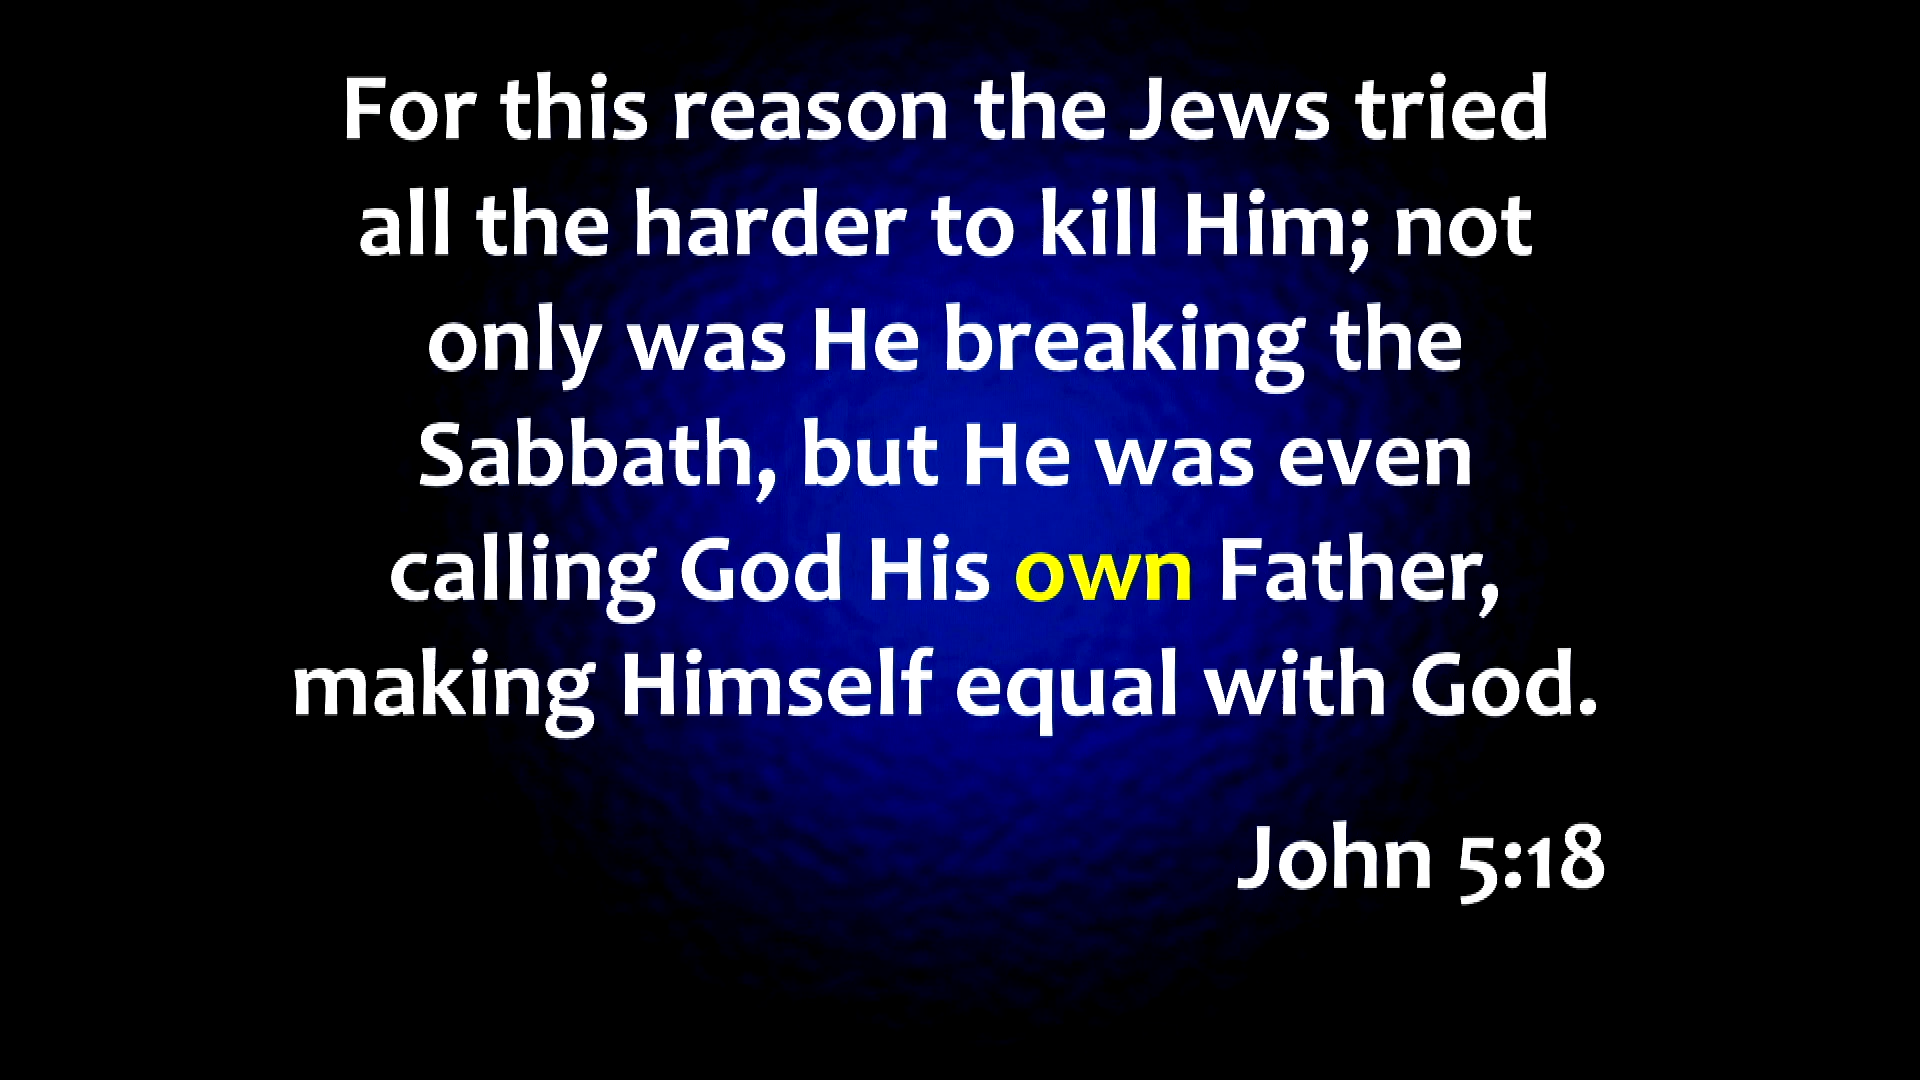 For this reason the Jews tried
all the harder to kill Him; not
only was He breaking the
Sabbath, but He was even
calling God His own Father,
making Himself equal with God.
John 5:18